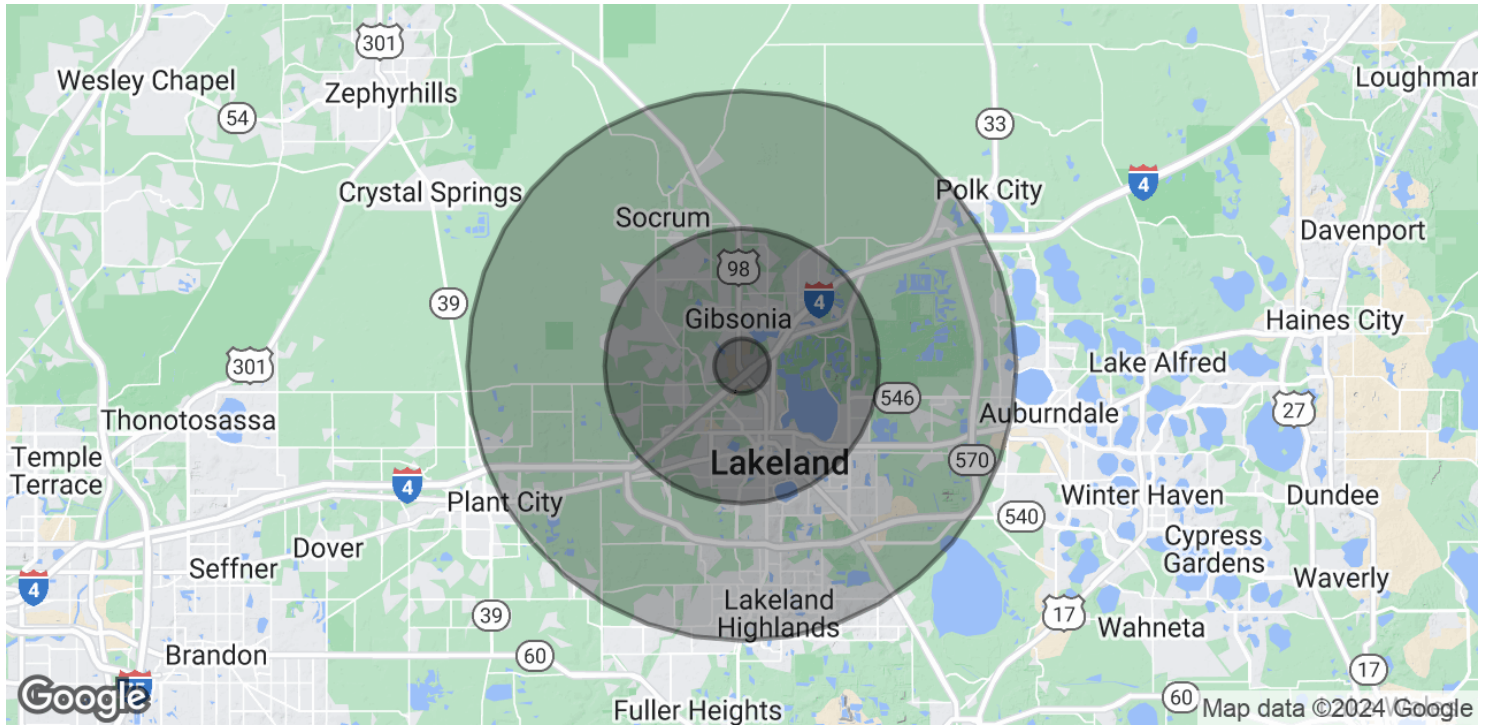 301
Wesley Chapel
Zephyrhills
Loughman
54
33
4
Crystal Springs
Polk City
Socrum
Davenport
98
39
4
Gibsonia
Haines City
301
Lake Alfred
546
27
Thonotosassa
Auburndale
Temple
Terrace
Lakeland
570
4
Plant City
Winter Haven
Dundee
540
Dover
Cypress
Gardens
Seffner
4
Waverly
Lakeland
Highlands
39
17
Wahneta
Brandon
60
17
Google
Fuller Heights
60
Map data ©2024 Google